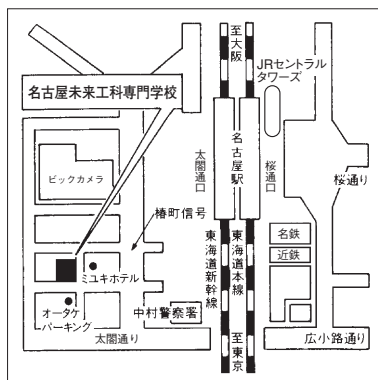 至大阪
JRセントラル
タワーズ
名古屋未来工科専門学校
名古屋駅
太閤通口
桜通口
ビックカメラ
桜通り
椿町信号
名鉄
近鉄
東海道新幹線
東海道本線
ミユキホテル
オータケ
パーキング
中村警察署
太閤通り
至東京
広小路通り